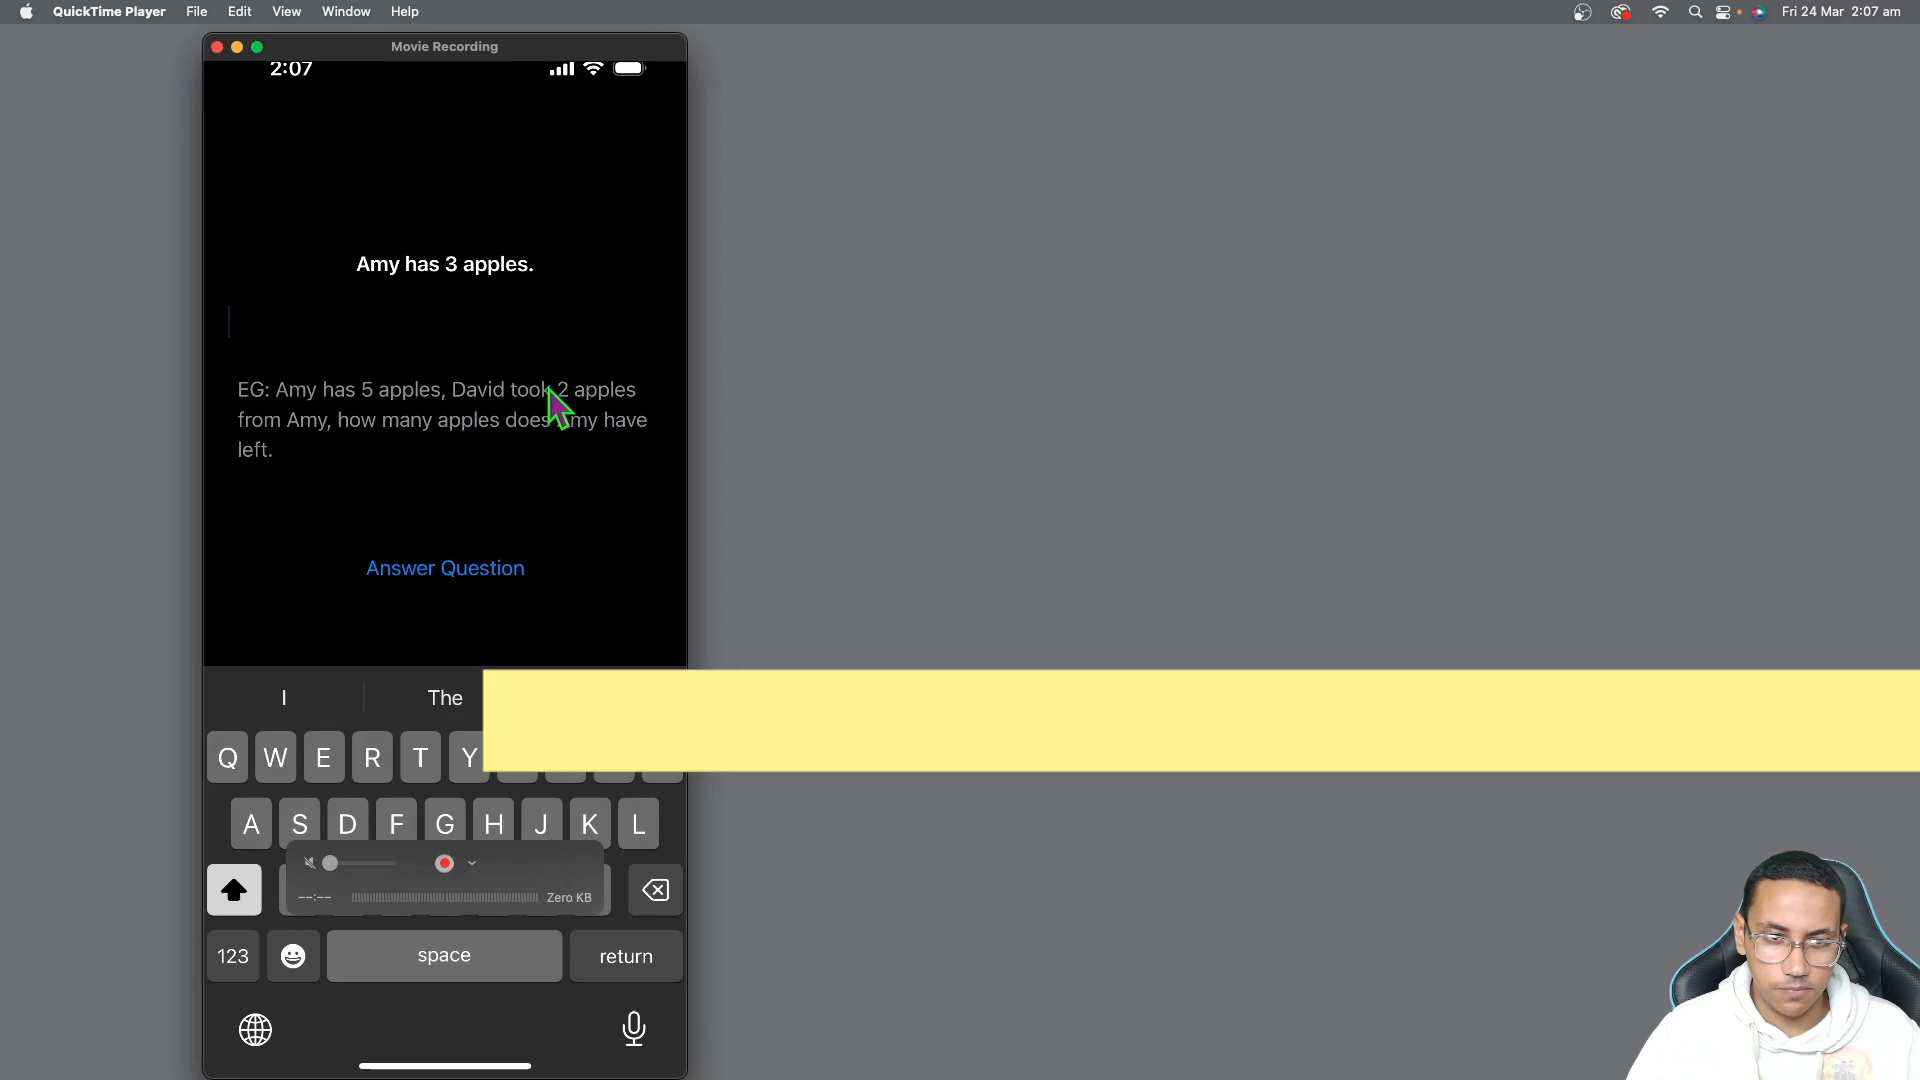 QuickTime Player File Edit View Window Help Fri 24 Mar 2:07 am
Movie Recording
2:07
Amy has 3 apples.
EG: Amy has 5 apples, David took 2 apples
from Amy, how many apples does Amy have
left.
Answer Question
I The
Q W E R T Y
A S D F G H J K L
--:-- Zero KB
123 space return